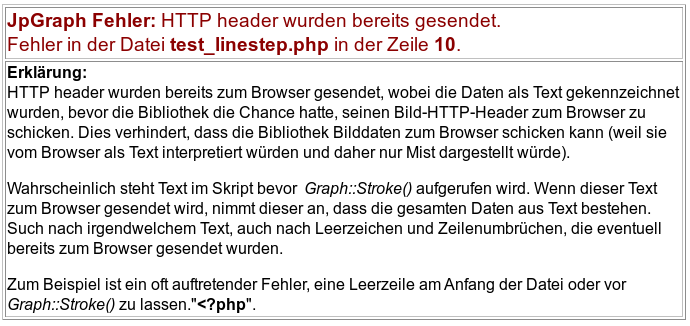 JpGraph Fehler: HTTP header wurden bereits gesendet.
Fehler in der Datei test_linestep.php in der Zeile 10.
Erklärung:
HTTP header wurden bereits zum Browser gesendet, wobei die Daten als Text gekennzeichnet
wurden, bevor die Bibliothek die Chance hatte, seinen Bild-HTTP-Header zum Browser zu
schicken. Dies verhindert, dass die Bibliothek Bilddaten zum Browser schicken kann (weil sie
vom Browser als Text interpretiert würden und daher nur Mist dargestellt würde).
Wahrscheinlich steht Text im Skript bevor Graph::Stroke() aufgerufen wird. Wenn dieser Text
zum Browser gesendet wird, nimmt dieser an, dass die gesamten Daten aus Text bestehen.
Such nach irgendwelchem Text, auch nach Leerzeichen und Zeilenumbrüchen, die eventuell
bereits zum Browser gesendet wurden.
Zum Beispiel ist ein oft auftretender Fehler, eine Leerzeile am Anfang der Datei oder vor
Graph::Stroke() zu lassen."<?php".